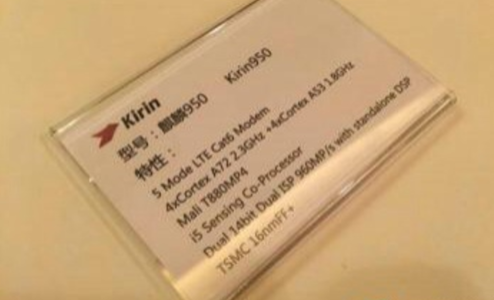 Kirin
型号：麒麟950 Kirin950
特性：
5 Mode LTE Cat6 Modem
4xCortex A72 2.3GHz +4xCortex A53 1.8GHz
Mali T880MP4
i5 Sensing Co-Processor
Dual 14bit Dual ISP 960MP/s with standalone DSP
TSMC 16nmFF+